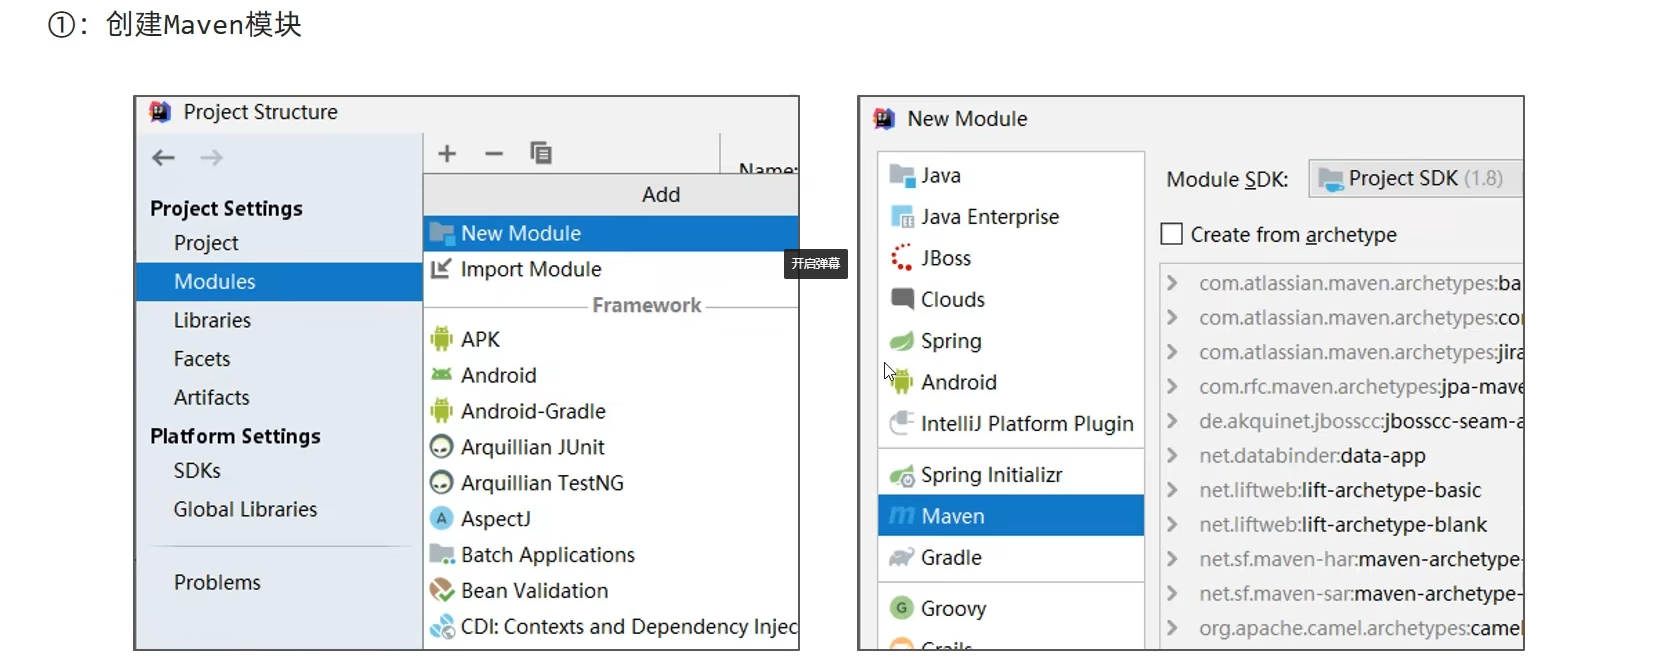 ①：创建Maven模块
Project Structure
Name:
Project Settings
Project
Modules
Libraries
Facets
Artifacts
Platform Settings
SDKs
Global Libraries
Problems
Add
New Module
Import Module
Framework
APK
Android
Android-Gradle
Arquillian JUnit
Arquillian TestNG
AspectJ
Batch Applications
Bean Validation
CDI: Contexts and Dependency Injec
开启弹幕
New Module
Java
Java Enterprise
JBoss
Clouds
Spring
Android
IntelliJ Platform Plugin
Spring Initializr
Maven
Gradle
Groovy
Grails
Module SDK: Project SDK (1.8)
Create from archetype
com.atlassian.maven.archetypes:ba
com.atlassian.maven.archetypes:co
com.atlassian.maven.archetypes:jira
com.rfc.maven.archetypes:jpa-mave
de.akquinet.jbosscc:jbosscc-seam-a
net.databinder:data-app
net.liftweb:lift-archetype-basic
net.liftweb:lift-archetype-blank
net.sf.maven-har:maven-archetype-
net.sf.maven-sar:maven-archetype-
org.apache.camel.archetypes:camel